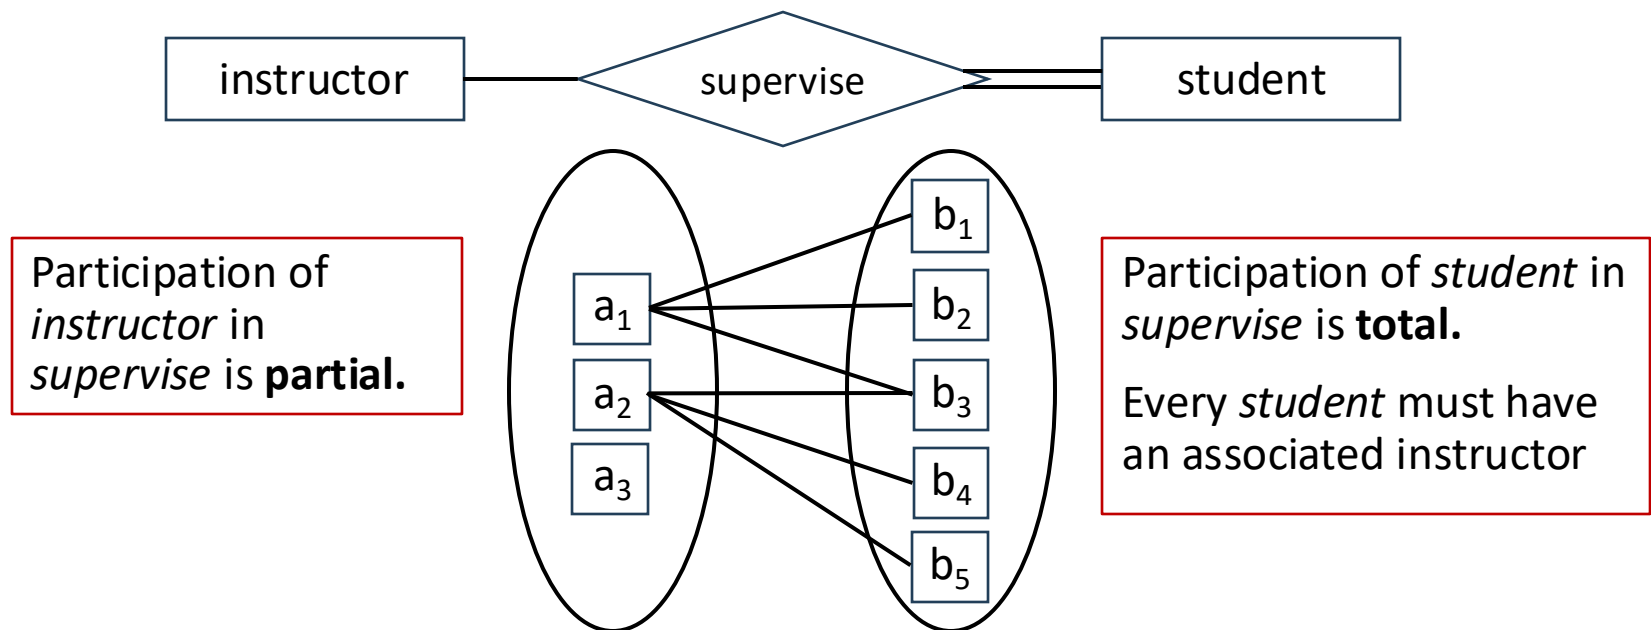 instructor
supervise
student
Participation of
instructor in
supervise is partial.
a₁
a₂
a₃
b₁
b₂
b₃
b₄
b₅
Participation of student in
supervise is total.
Every student must have
an associated instructor